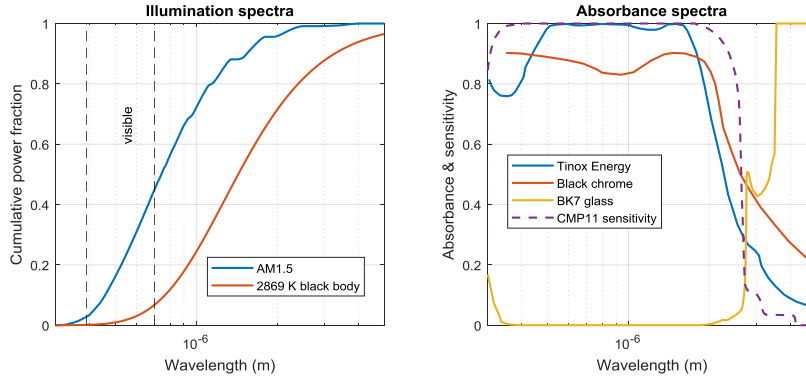 Illumination spectra
Cumulative power fraction
1
0.8
0.6
0.4
0.2
0
visible
AM1.5
2869 K black body
10-6
Wavelength (m)
Absorbance spectra
Absorbance & sensitivity
1
0.8
0.6
0.4
0.2
0
Tinox Energy
Black chrome
BK7 glass
CMP11 sensitivity
10-6
Wavelength (m)